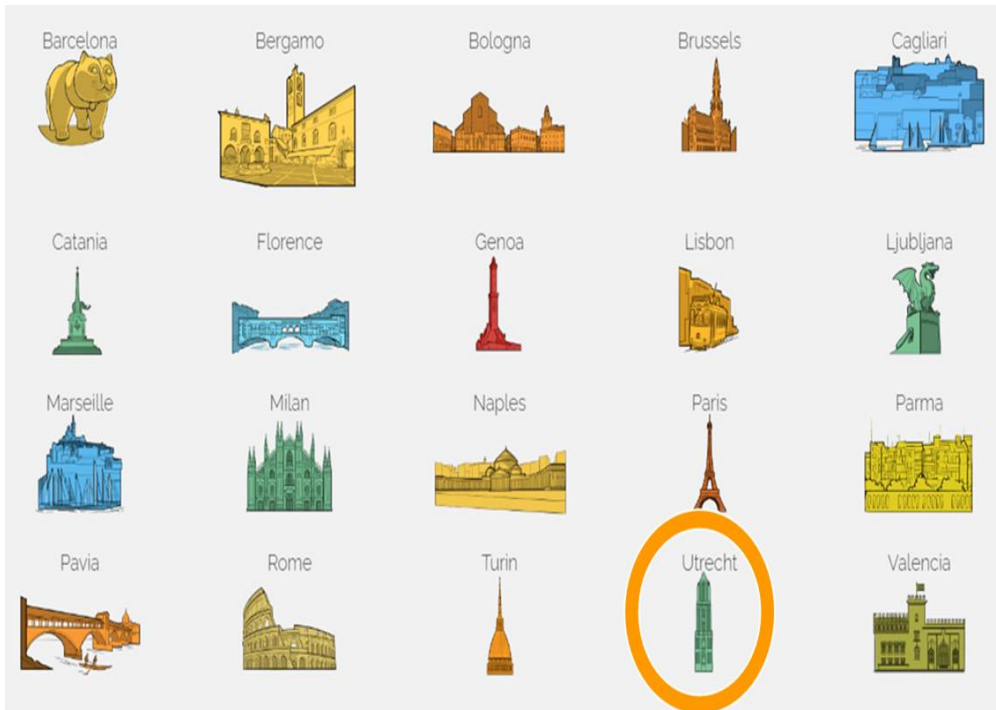 Barcelona
Bergamo
Bologna
Brussels
Cagliari
Catania
Florence
Genoa
Lisbon
Ljubljana
Marseille
Milan
Naples
Paris
Parma
Pavia
Rome
Turin
Utrecht
Valencia